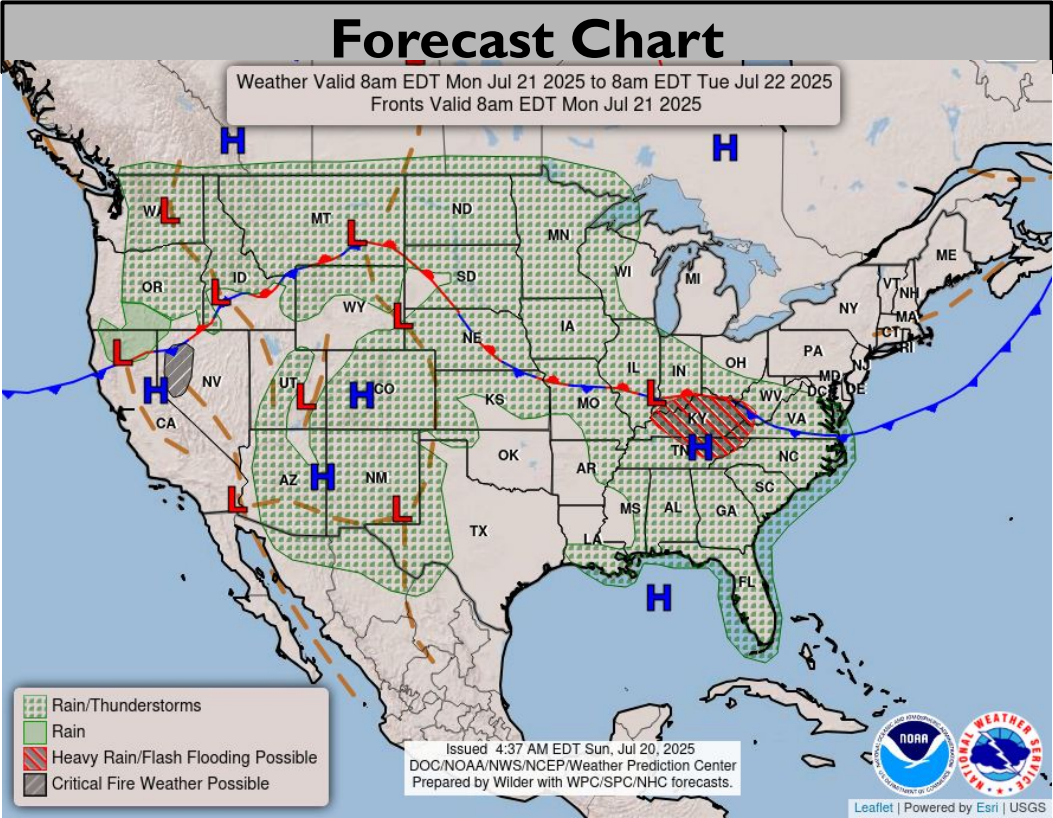 Forecast Chart
Weather Valid 8am EDT Mon Jul 21 2025 to 8am EDT Tue Jul 22 2025
Fronts Valid 8am EDT Mon Jul 21 2025
H
H
WA
L
MT
L
ND
MN
WI
MI
ME
VT
NH
NY
MA
CT
RI
OR
ID
L
WY
L
SD
IA
NE
L
H
NV
UT
L
H
CO
KS
MO
IL
L
IN
OH
PA
NJ
MD
DC
DE
WV
VA
KY
H
TN
NC
CA
L
AZ
H
NM
L
OK
AR
TX
MS
AL
GA
SC
LA
FL
H
Rain/Thunderstorms
Rain
Heavy Rain/Flash Flooding Possible
Critical Fire Weather Possible
Issued 4:37 AM EDT Sun, Jul 20, 2025
DOC/NOAA/NWS/NCEP/Weather Prediction Center
Prepared by Wilder with WPC/SPC/NHC forecasts.
NOAA
NATIONAL WEATHER SERVICE
Leaflet | Powered by Esri | USGS